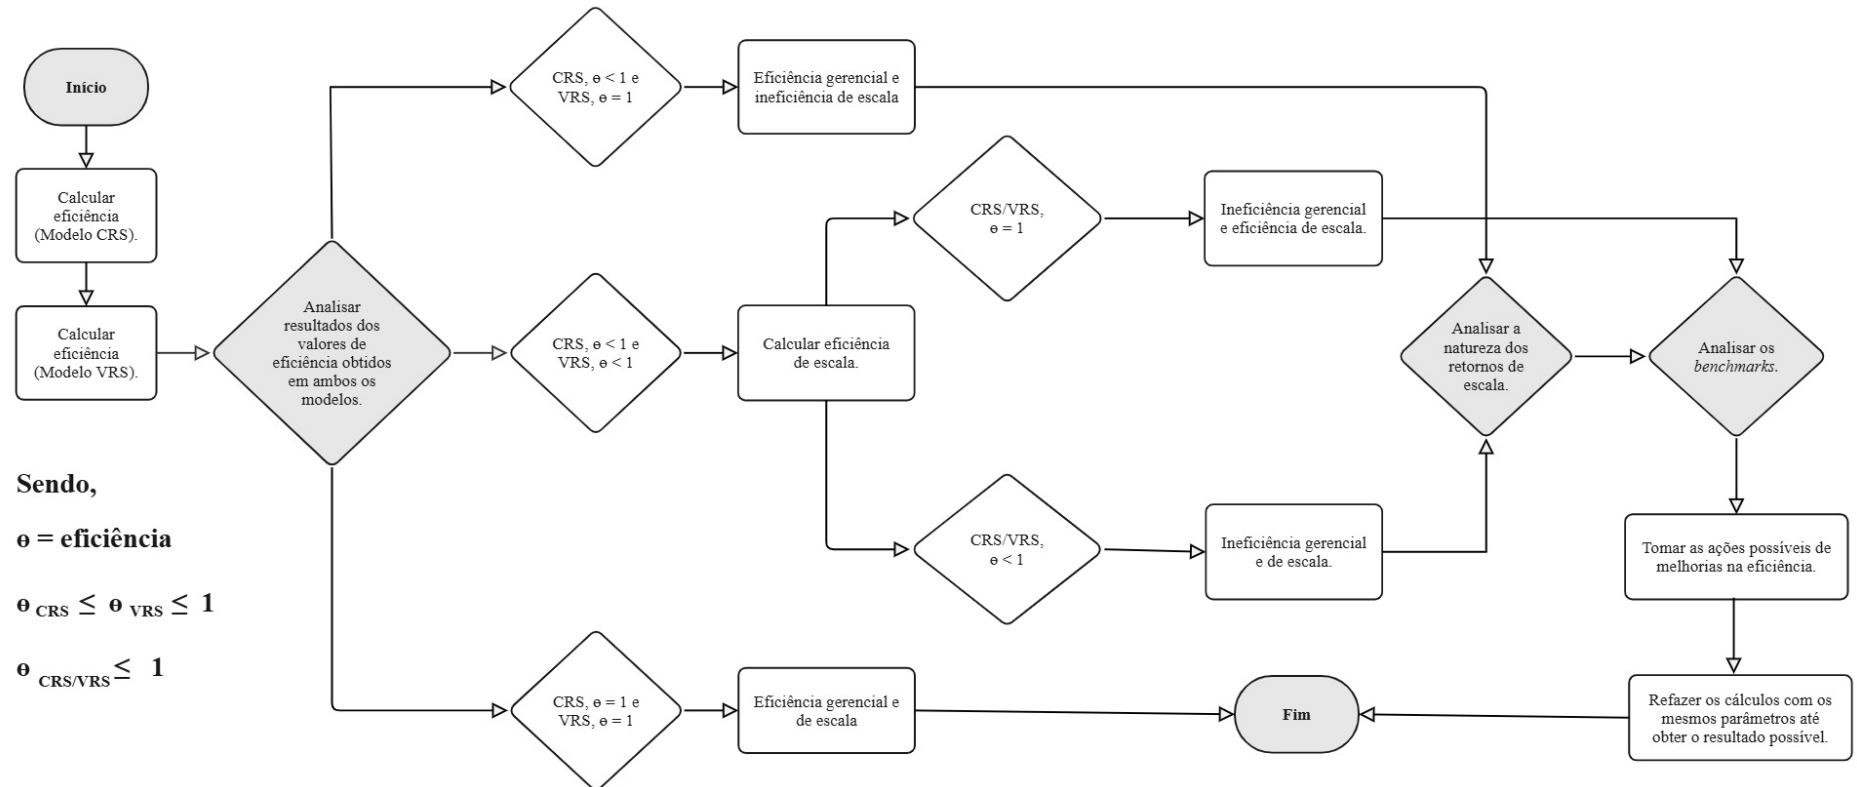 Início
Calcular
eficiência
(Modelo CRS).
Calcular
eficiência
(Modelo VRS).
Analisar
resultados dos
valores de
eficiência obtidos
em ambos os
modelos.
CRS, ɵ < 1 e
VRS, ɵ = 1
Eficiência gerencial e
ineficiência de escala
CRS, ɵ < 1 e
VRS, ɵ < 1
Calcular eficiência
de escala.
CRS/VRS,
ɵ = 1
Ineficiência gerencial
e eficiência de escala.
CRS/VRS,
ɵ < 1
Ineficiência gerencial
e de escala.
CRS, ɵ = 1 e
VRS, ɵ = 1
Eficiência gerencial e
de escala
Analisar a
natureza dos
retornos de
escala.
Analisar os
benchmarks.
Tomar as ações possíveis de
melhorias na eficiência.
Refazer os cálculos com os
mesmos parâmetros até
obter o resultado possível.
Fim
Sendo,
ɵ = eficiência
ɵ CRS ≤ ɵ VRS ≤ 1
ɵ CRS/VRS ≤ 1